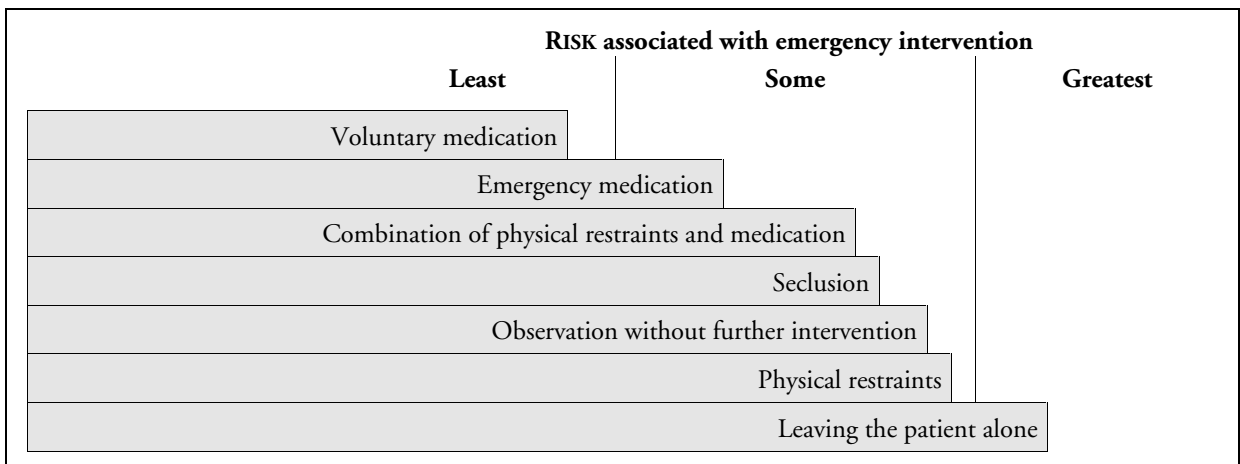 RISK associated with emergency intervention
Least Some Greatest
Voluntary medication
Emergency medication
Combination of physical restraints and medication
Seclusion
Observation without further intervention
Physical restraints
Leaving the patient alone